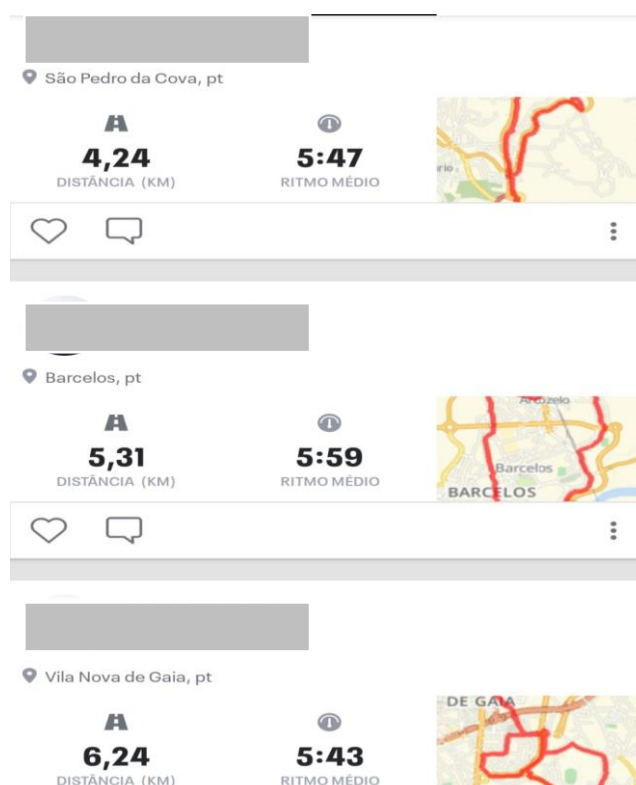 São Pedro da Cova, pt
4,24
5:47
DISTÂNCIA (KM)
RITMO MÉDIO
Barcelos, pt
5,31
5:59
DISTÂNCIA (KM)
RITMO MÉDIO
Barcelos
BARCELOS
Vila Nova de Gaia, pt
DE GAIA
6,24
5:43
DISTÂNCIA (KM)
RITMO MÉDIO